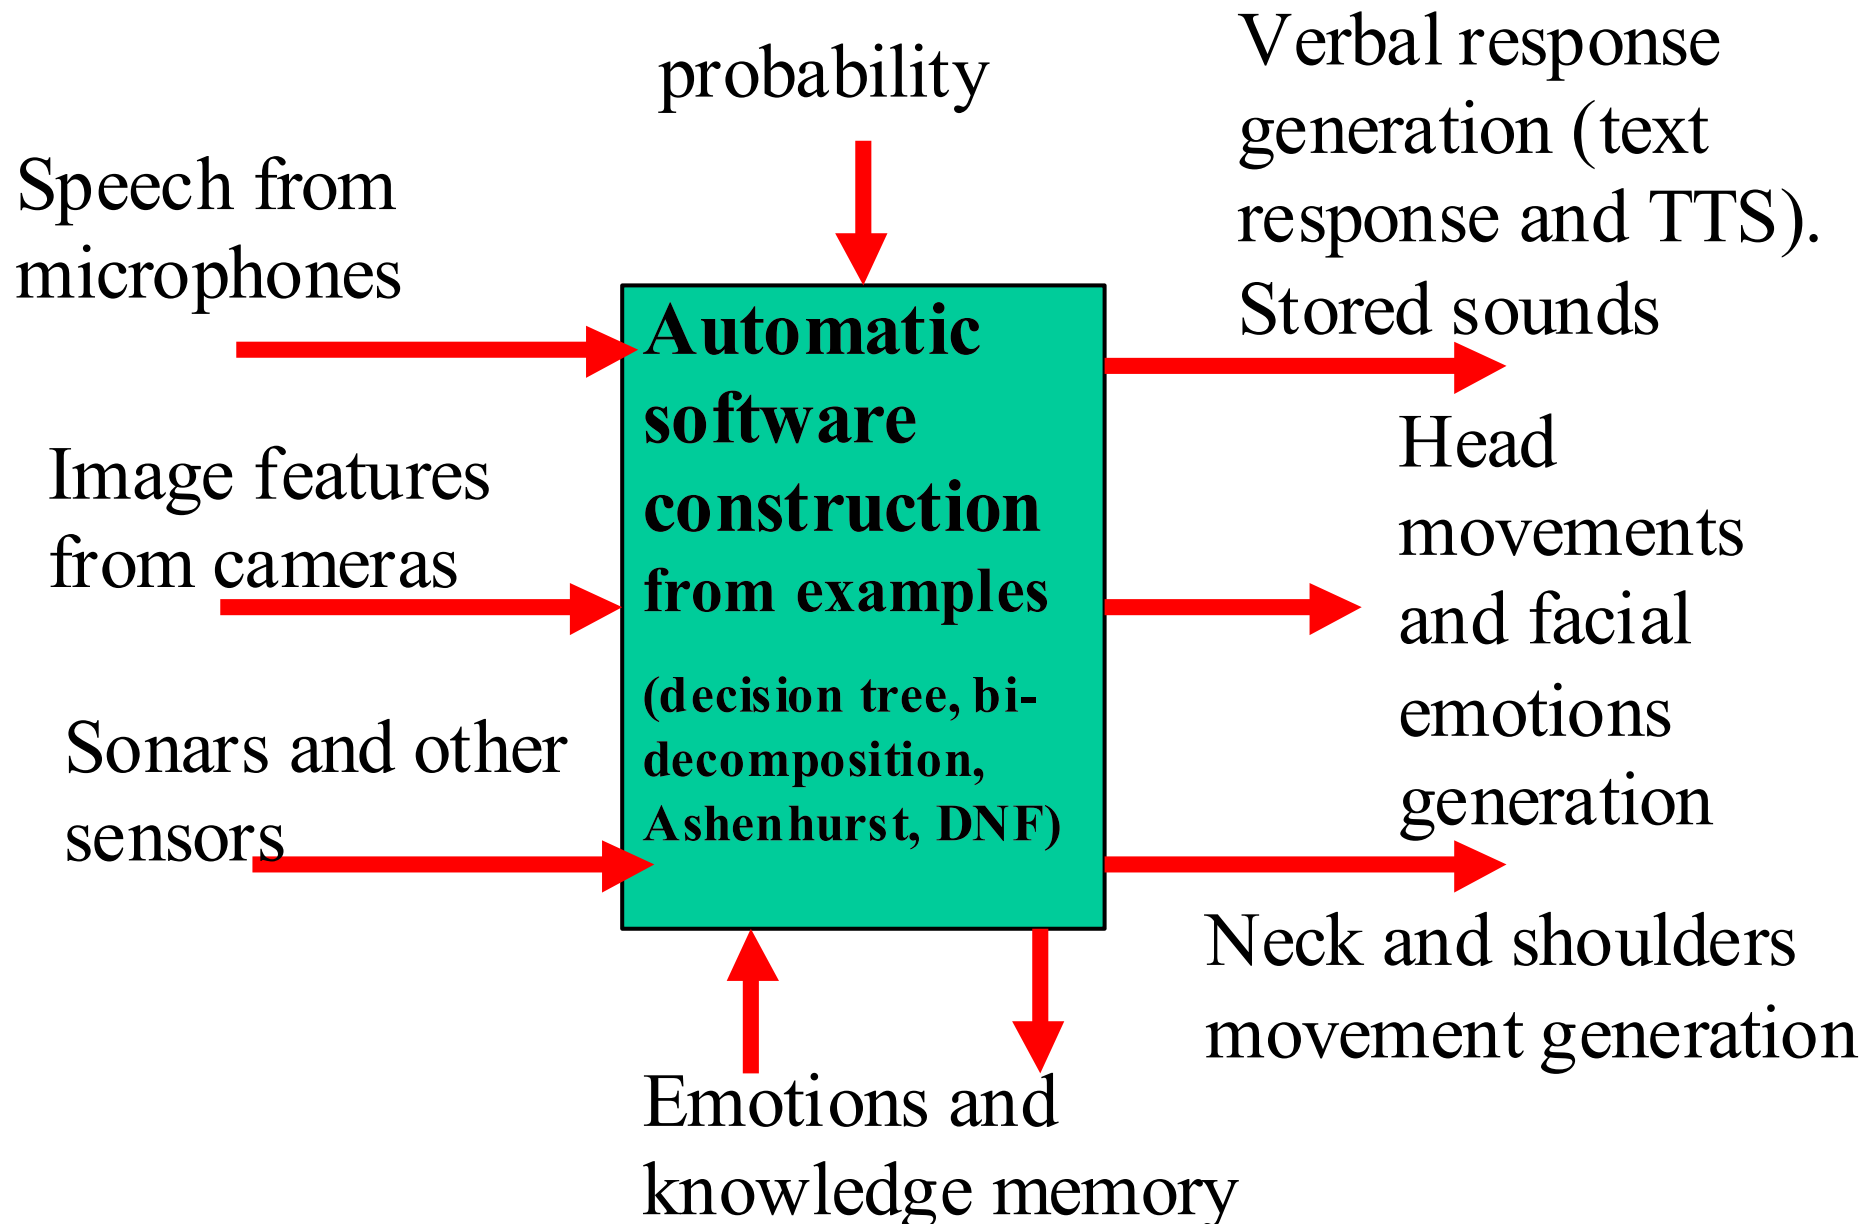 probability
Speech from
microphones
Image features
from cameras
Sonars and other
sensors
Automatic
software
construction
from examples
(decision tree, bi-
decomposition,
Ashenhurst, DNF)
Verbal response
generation (text
response and TTS).
Stored sounds
Head
movements
and facial
emotions
generation
Neck and shoulders
movement generation
Emotions and
knowledge memory